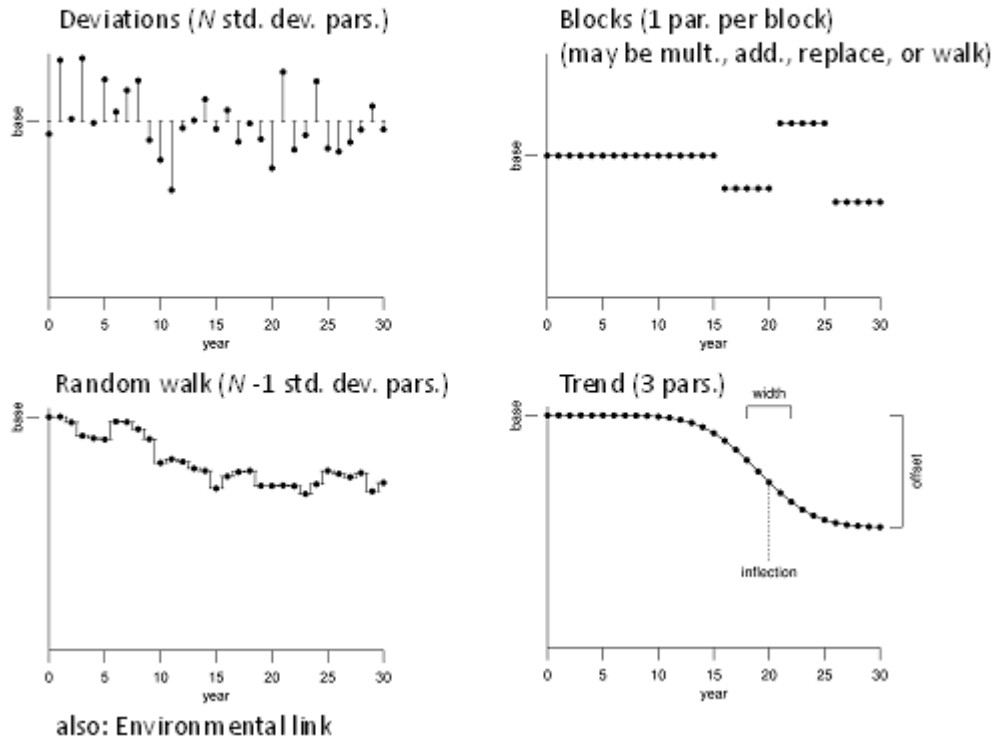 Deviations (N std. dev. pars.)
base
0 5 10 15 20 25 30
year
Blocks (1 par. per block)
(may be mult., add., replace, or walk)
base
0 5 10 15 20 25 30
year
Random walk (N -1 std. dev. pars.)
base
0 5 10 15 20 25 30
year
Trend (3 pars.)
width
base
offset
inflection
0 5 10 15 20 25 30
year
also: Environmental link